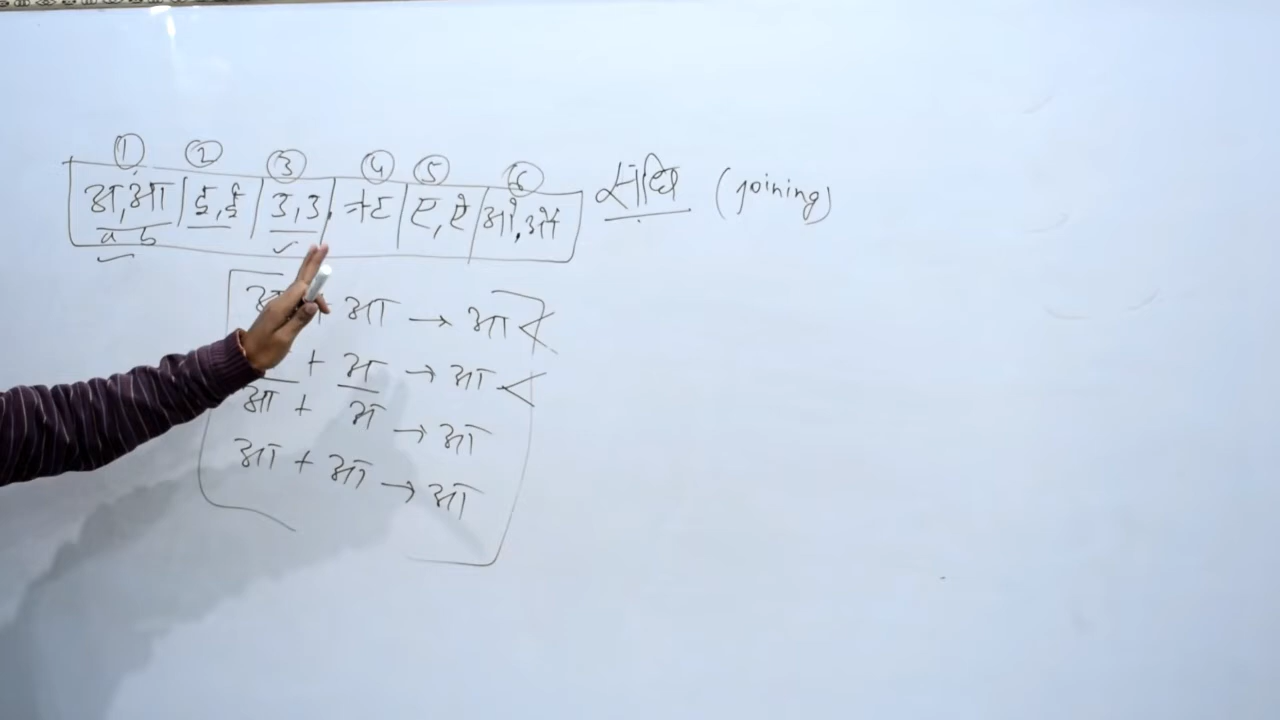 ① ② ③ ④ ⑤ ⑥
अ, आ | इ, ई | उ, उ, | | ए, ऐ | ओ, औ संधि (joining)
a b
आ → आ
+ अ → आ
आ + अ → आ
आ + आ → आ